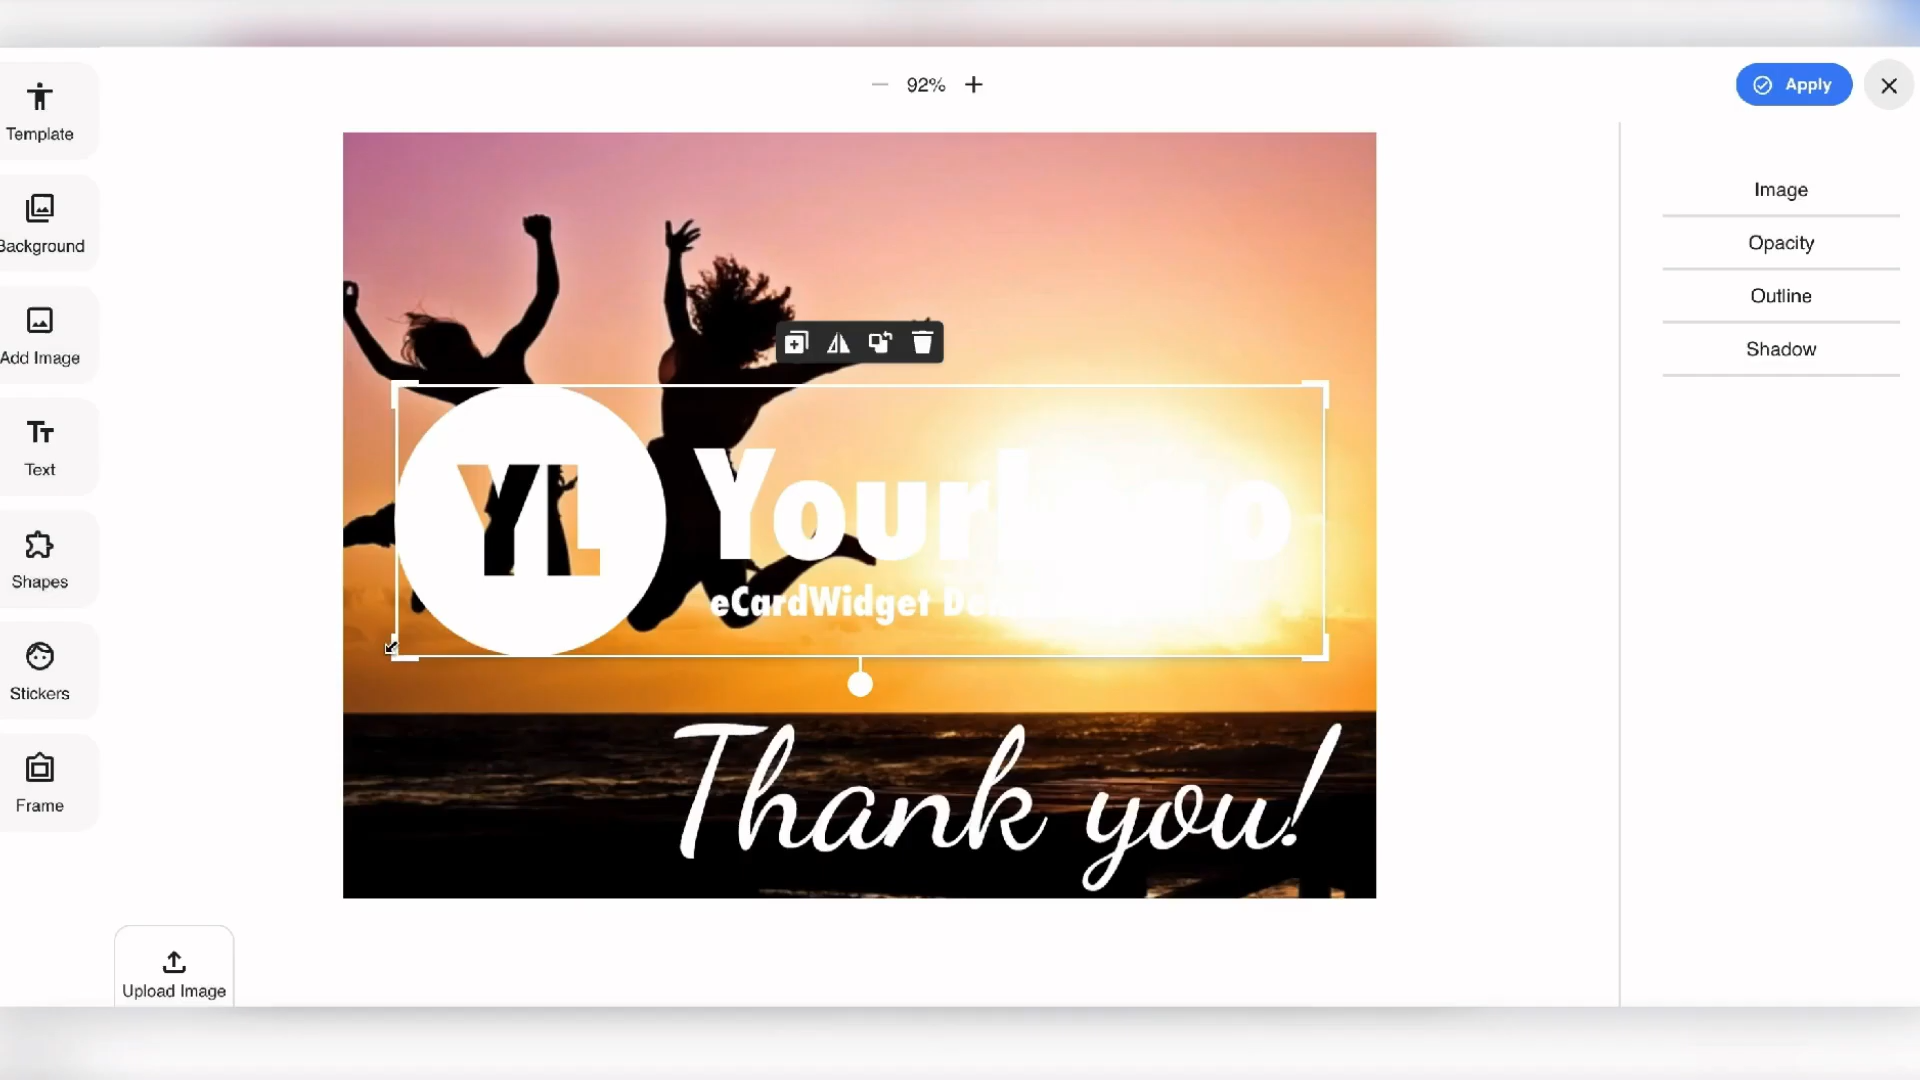 92%
Apply
Template
Background
Add Image
Text
Shapes
Stickers
Frame
Upload Image
YL
Your
eCardWidget
Thank you!
Image
Opacity
Outline
Shadow